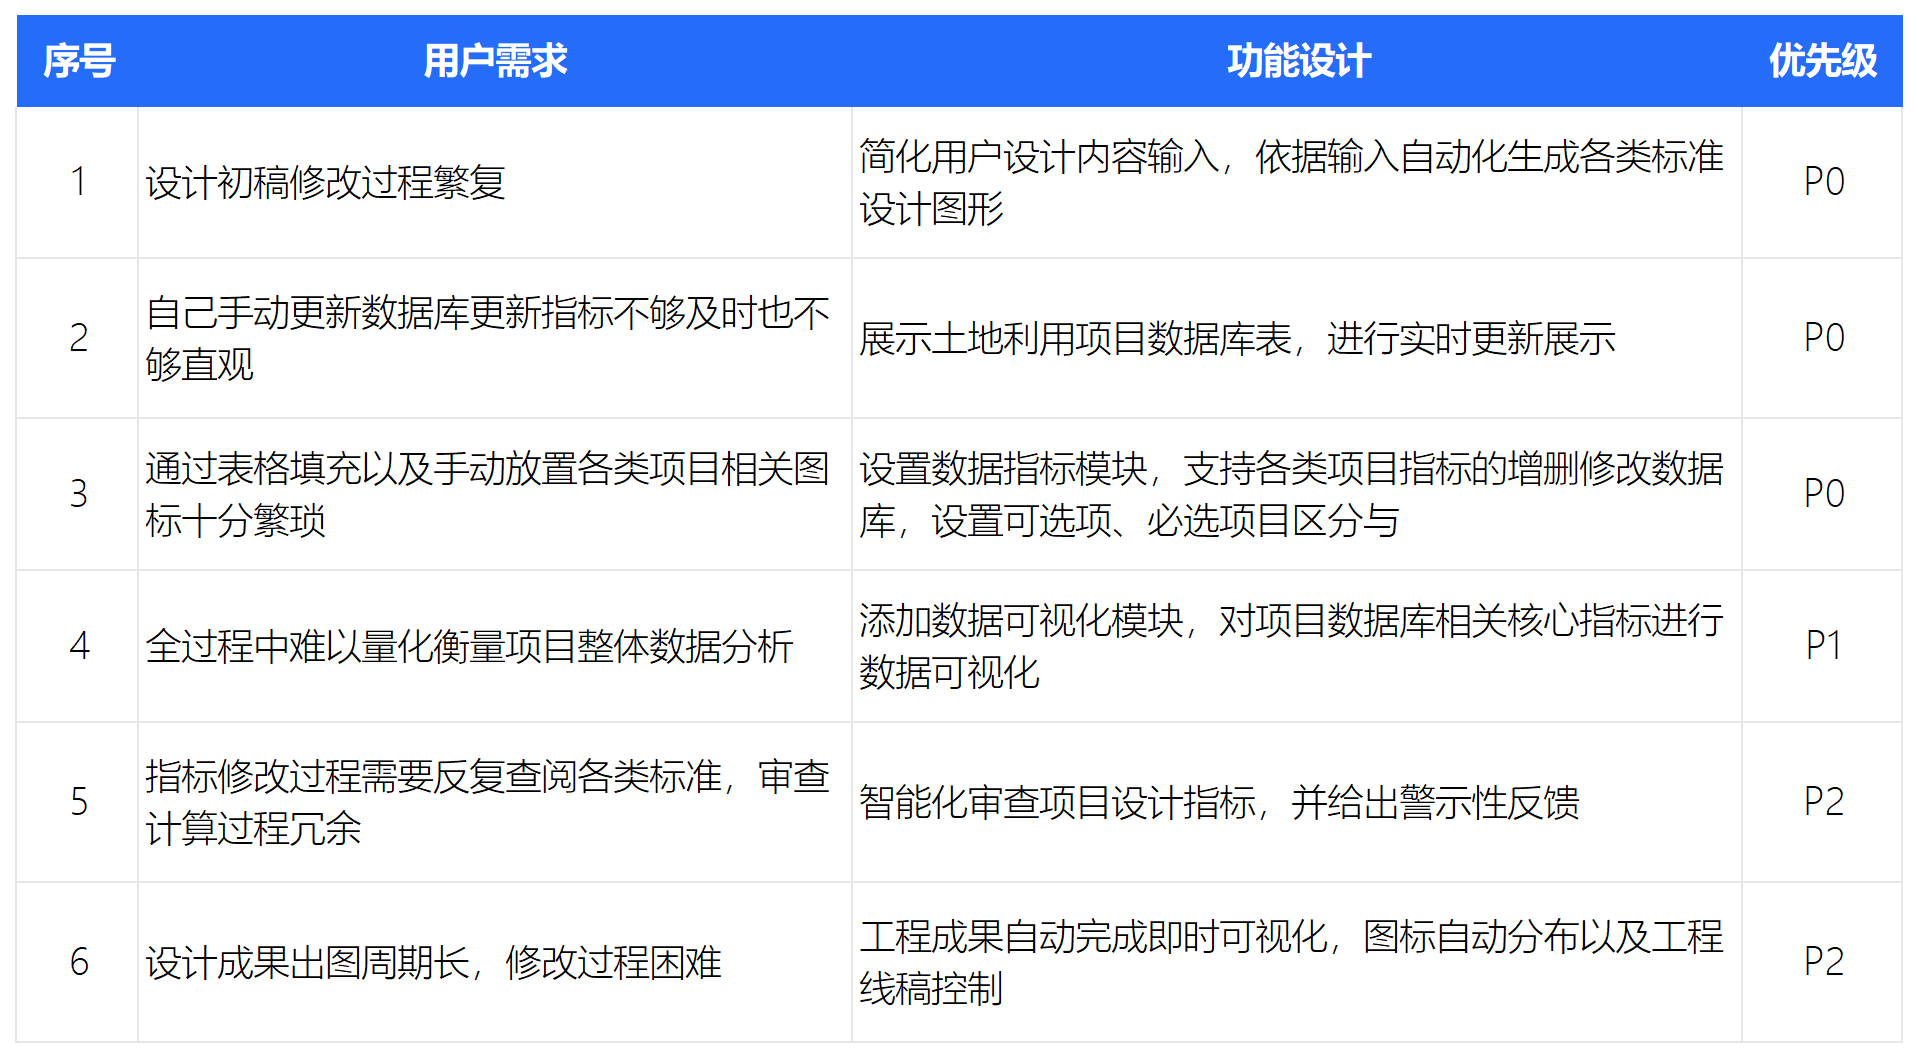 序号 用户需求 功能设计 优先级
1 设计初稿修改过程繁复 简化用户设计内容输入，依据输入自动化生成各类标准
设计图形 P0
2 自己手动更新数据库更新指标不够及时也不
够直观 展示土地利用项目数据库表，进行实时更新展示 P0
3 通过表格填充以及手动放置各类项目相关图
标十分繁琐 设置数据指标模块，支持各类项目指标的增删修改数据
库，设置可选项、必选项目区分与 P0
4 全过程中难以量化衡量项目整体数据分析 添加数据可视化模块，对项目数据库相关核心指标进行
数据可视化 P1
5 指标修改过程需要反复查阅各类标准，审查
计算过程冗余 智能化审查项目设计指标，并给出警示性反馈 P2
6 设计成果出图周期长，修改过程困难 工程成果自动完成即时可视化，图标自动分布以及工程
线稿控制 P2